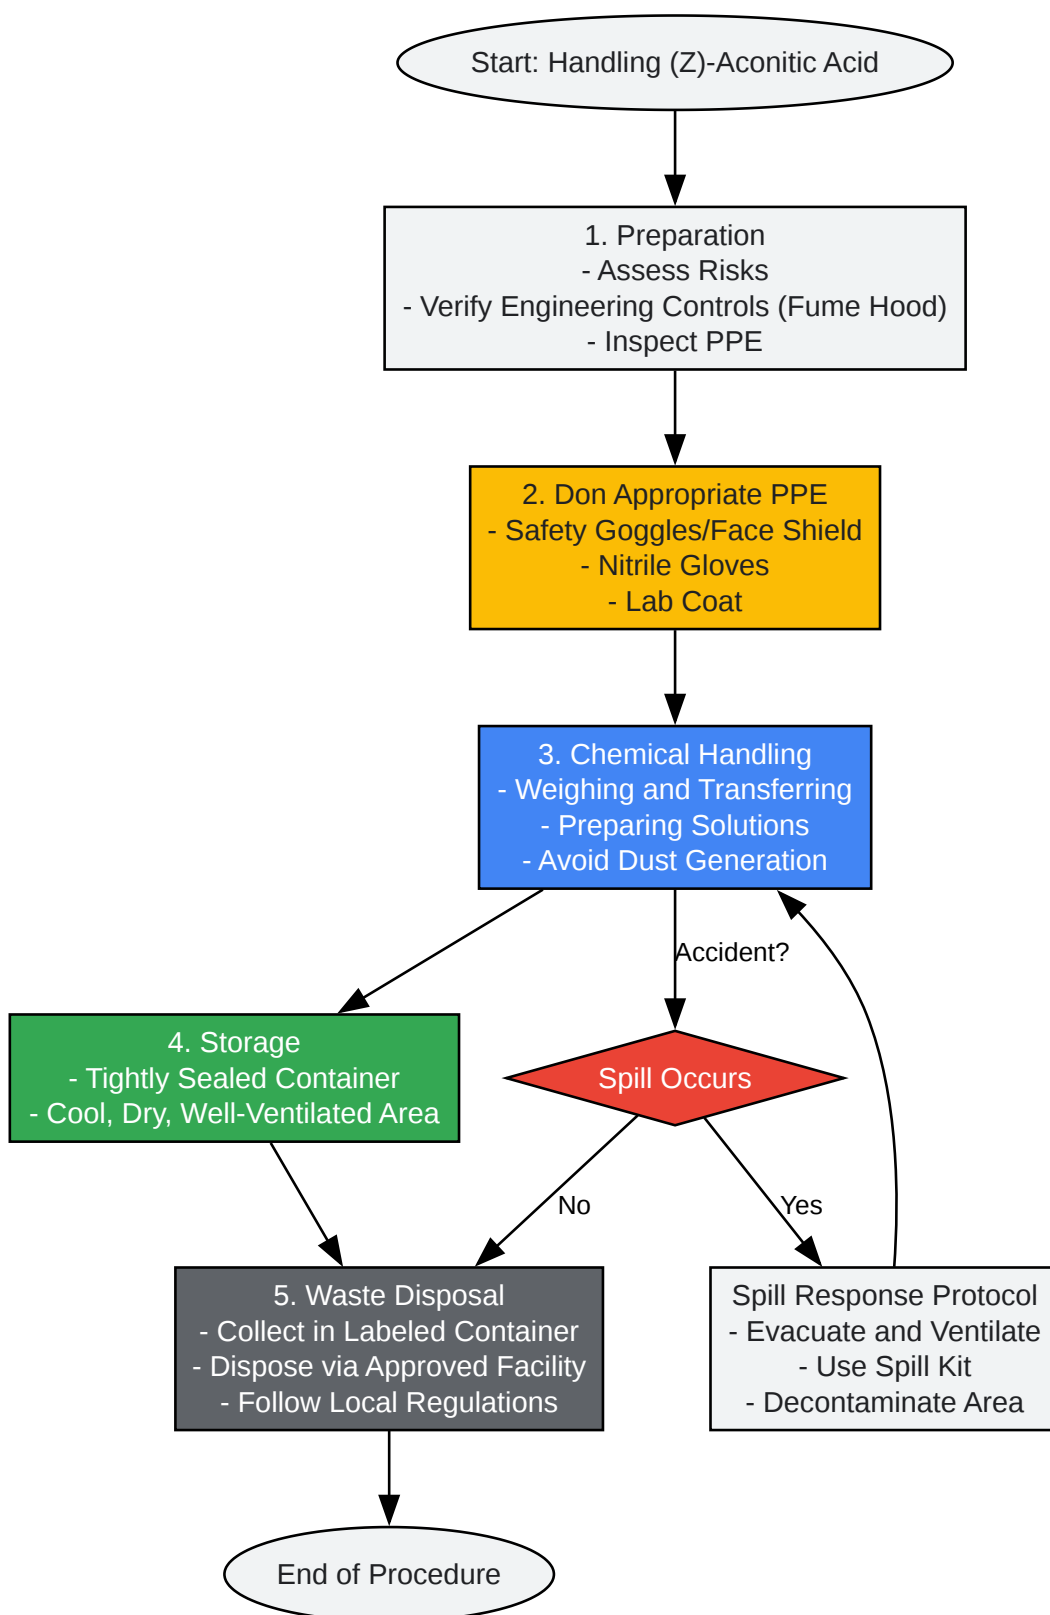 Start: Handling (Z)-Aconitic Acid
1. Preparation
- Assess Risks
- Verify Engineering Controls (Fume Hood)
- Inspect PPE
2. Don Appropriate PPE
- Safety Goggles/Face Shield
- Nitrile Gloves
- Lab Coat
3. Chemical Handling
- Weighing and Transferring
- Preparing Solutions
- Avoid Dust Generation
Accident?
4. Storage
- Tightly Sealed Container
- Cool, Dry, Well-Ventilated Area
Spill Occurs
No
Yes
5. Waste Disposal
- Collect in Labeled Container
- Dispose via Approved Facility
- Follow Local Regulations
Spill Response Protocol
- Evacuate and Ventilate
- Use Spill Kit
- Decontaminate Area
End of Procedure